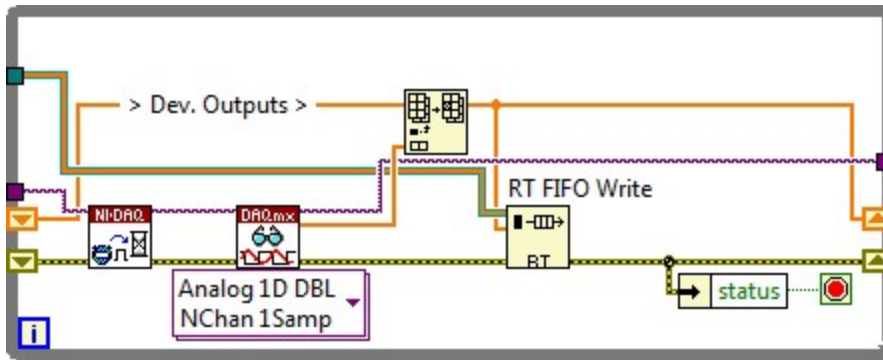 > Dev. Outputs >
RT FIFO Write
NI-DAQ
DAQmx
RT
Analog 1D DBL
NChan 1Samp
status
i